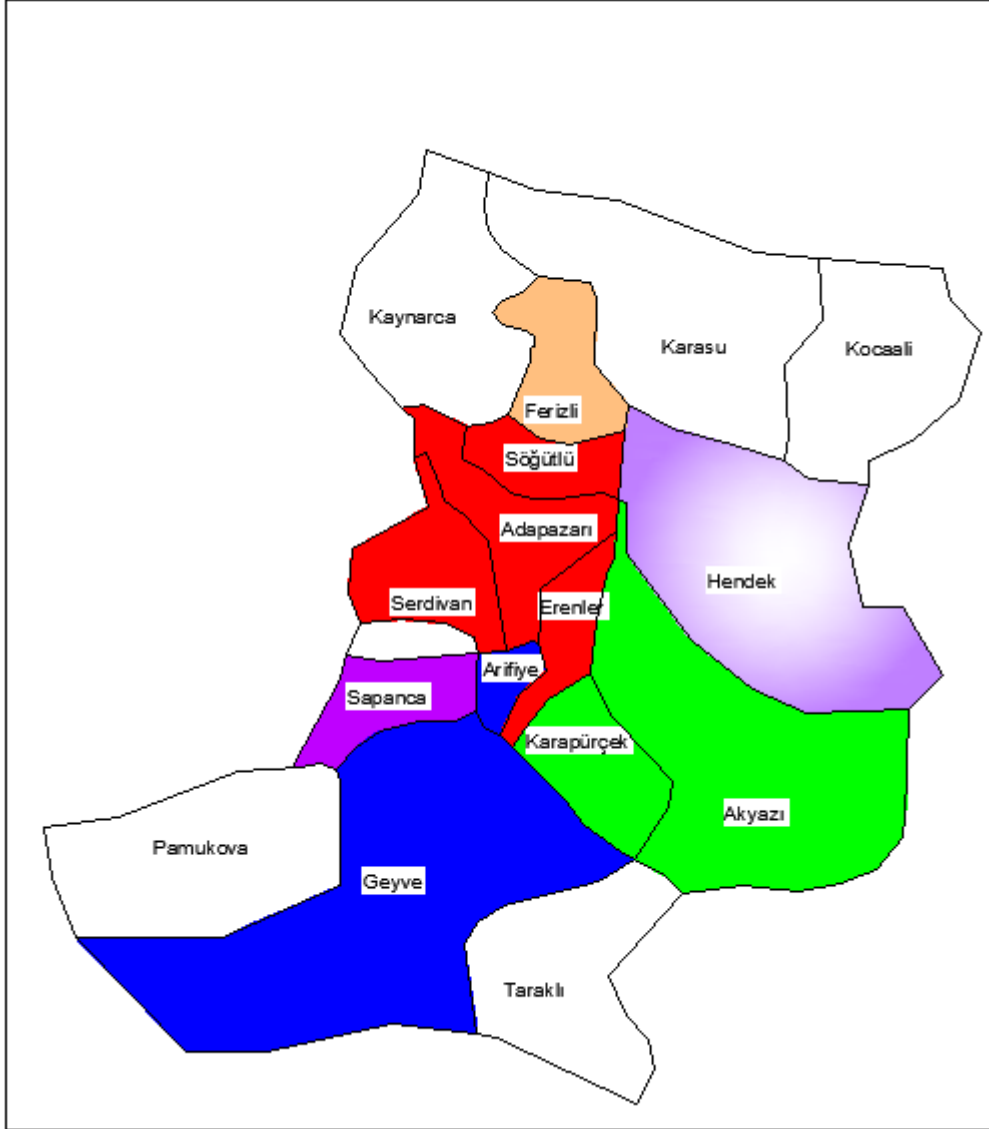 Kaynarca
Karasu
Kocaali
Ferizli
Söğütlü
Adapazarı
Hendek
Serdivan
Erenler
Arifiye
Sapanca
Karapürçek
Akyazı
Pamukova
Geyve
Taraklı